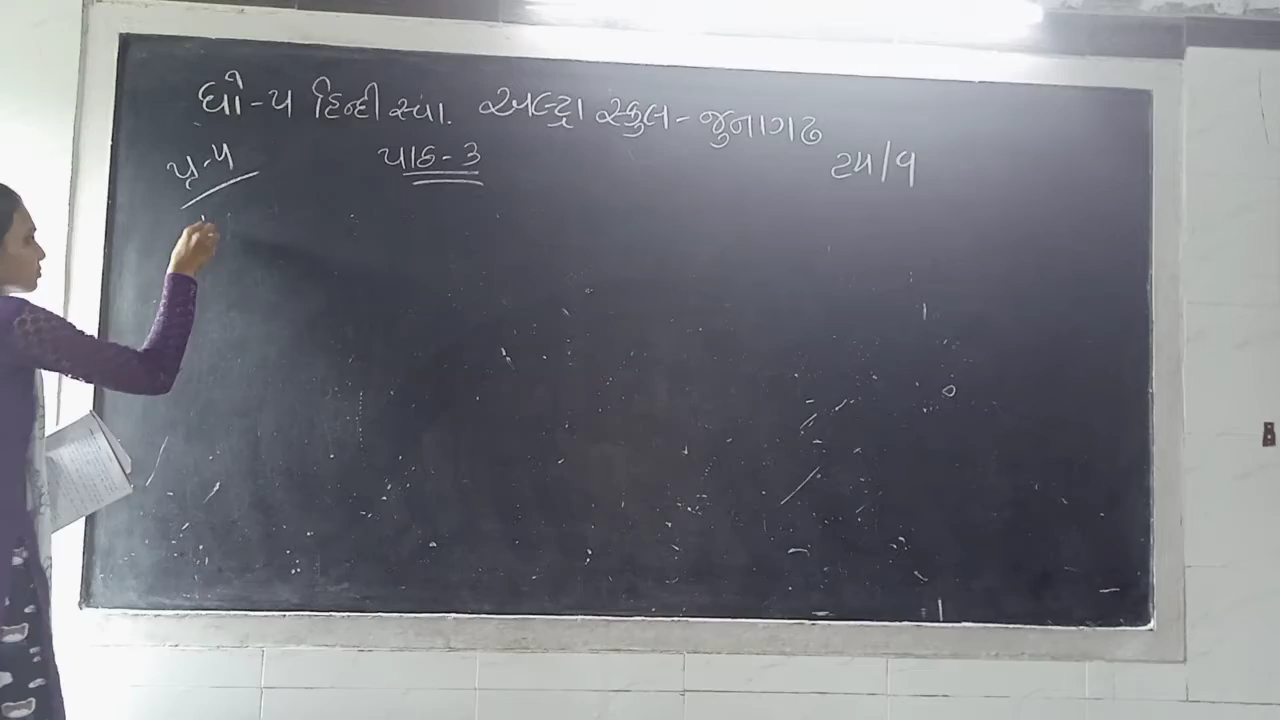 ધો-૫ હિન્દી સ્વા. અલ્ટ્રા સ્કુલ-જુનાગઢ
પ્ર-૫ પાઠ-૩ ૨૫/૧